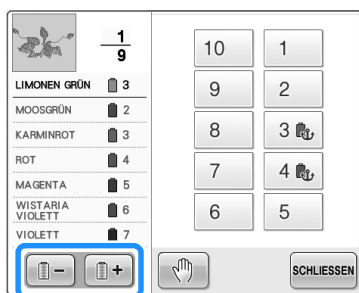 1
9
LIMONEN GRÜN 3
MOOSGRÜN 2
KARMINROT 3
ROT 4
MAGENTA 5
WISTARIA
VIOLETT 6
VIOLETT 7
- +
10 1
9 2
8 3
7 4
6 5
SCHLIESSEN